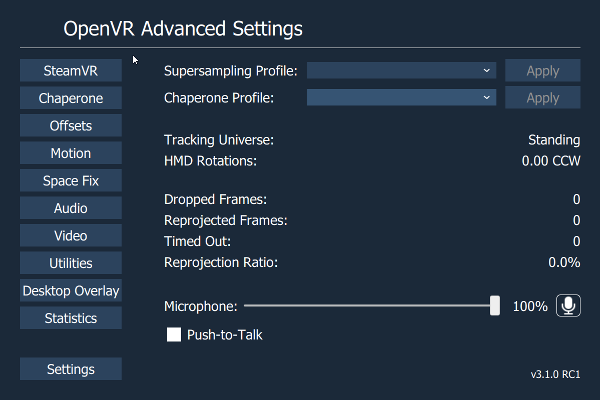 OpenVR Advanced Settings
SteamVR
Supersampling Profile: Apply
Chaperone
Chaperone Profile: Apply
Offsets
Motion
Tracking Universe: Standing
HMD Rotations: 0.00 CCW
Space Fix
Audio
Dropped Frames: 0
Reprojected Frames: 0
Video
Timed Out: 0
Utilities
Reprojection Ratio: 0.0%
Desktop Overlay
Statistics
Microphone: 100%
Push-to-Talk
Settings
v3.1.0 RC1